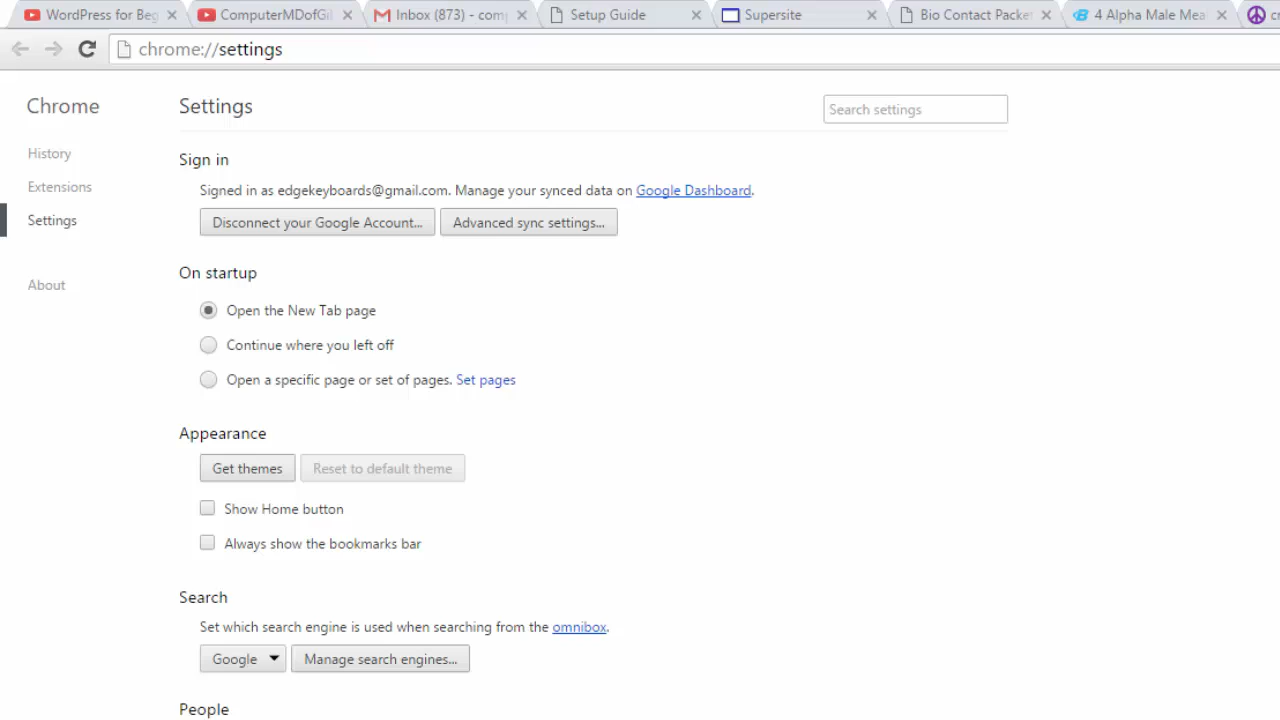 WordPress for Beg
ComputerMDofGil
Inbox (873) - comp
Setup Guide
Supersite
Bio Contact Packet
4 Alpha Male Mea
chrome://settings
Chrome
Settings
Search settings
History
Extensions
Settings
About
Sign in
Signed in as edgekeyboards@gmail.com. Manage your synced data on Google Dashboard.
Disconnect your Google Account... Advanced sync settings...
On startup
Open the New Tab page
Continue where you left off
Open a specific page or set of pages. Set pages
Appearance
Get themes Reset to default theme
Show Home button
Always show the bookmarks bar
Search
Set which search engine is used when searching from the omnibox.
Google Manage search engines...
People